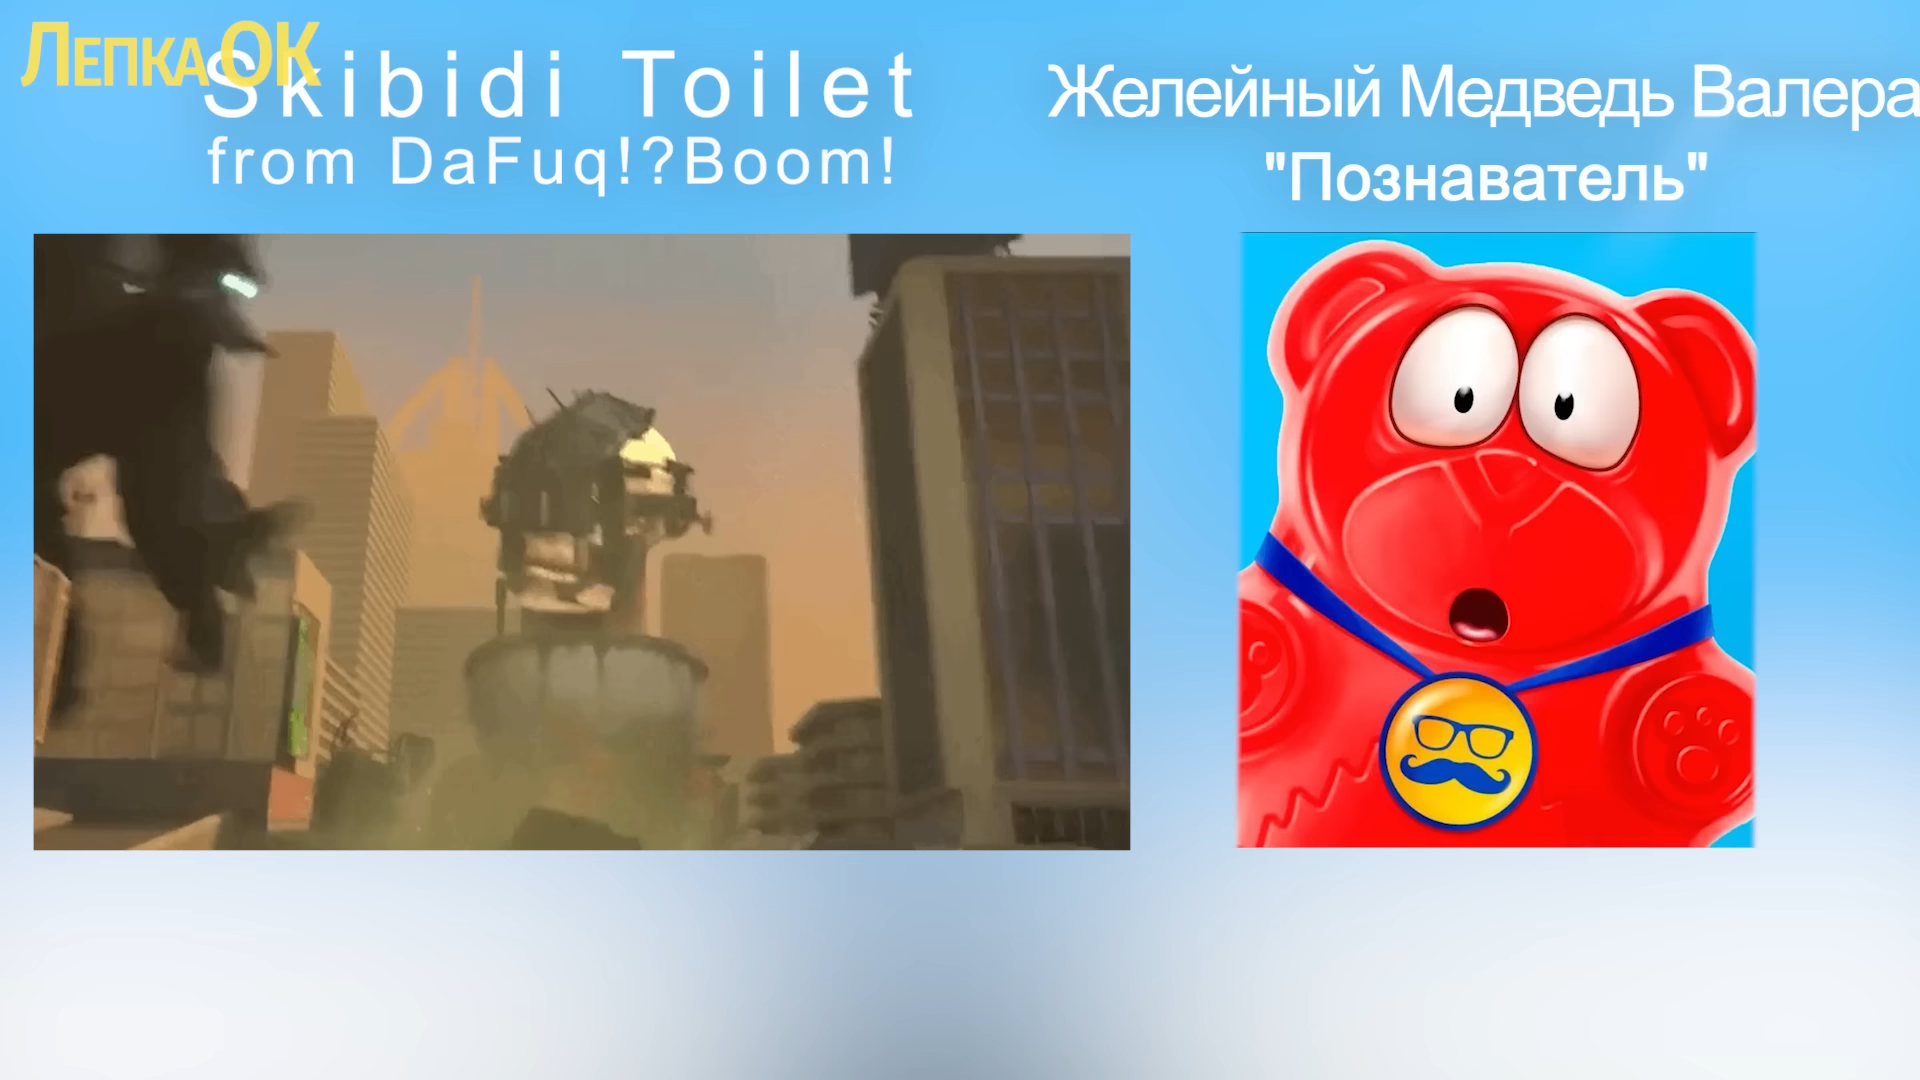 ЛЕПКАОК
Skibidi Toilet
from DaFuq!?Boom!
Желейный Медведь Валера
"Познаватель"